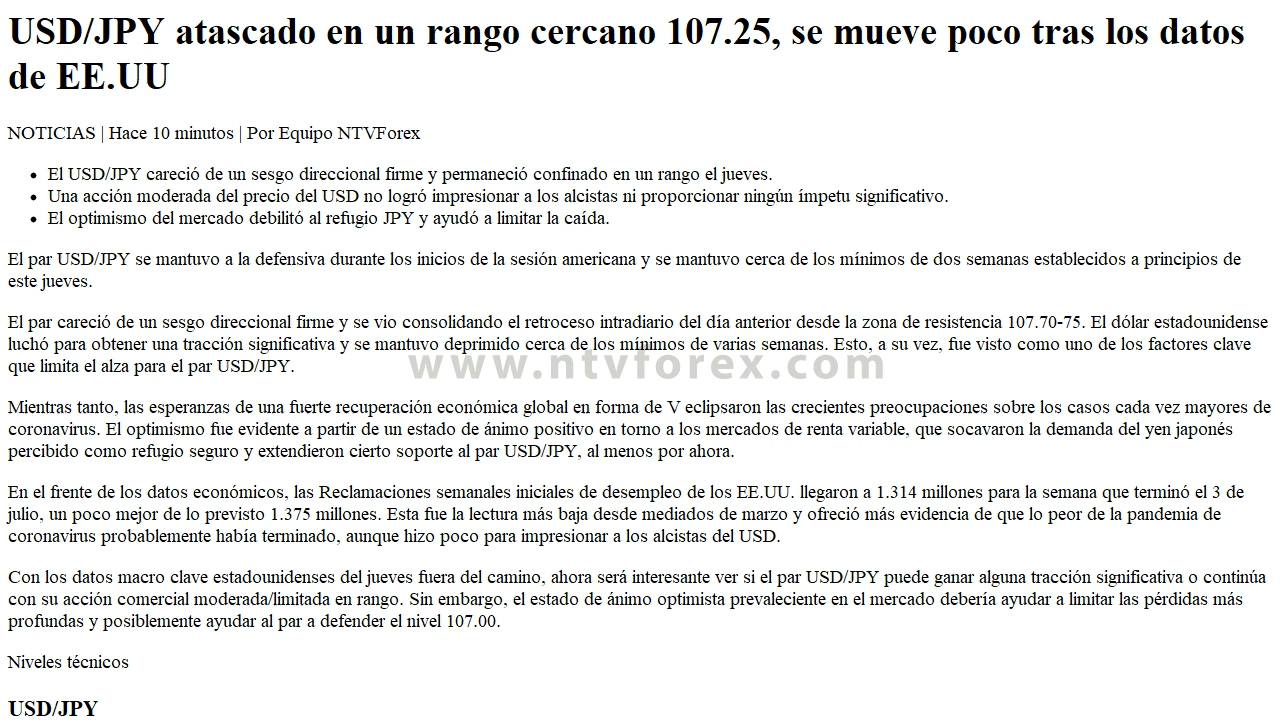 USD/JPY atascado en un rango cercano 107.25, se mueve poco tras los datos
de EE.UU
NOTICIAS | Hace 10 minutos | Por Equipo NTVForex
• El USD/JPY careció de un sesgo direccional firme y permaneció confinado en un rango el jueves.
• Una acción moderada del precio del USD no logró impresionar a los alcistas ni proporcionar ningún ímpetu significativo.
• El optimismo del mercado debilitó al refugio JPY y ayudó a limitar la caída.
El par USD/JPY se mantuvo a la defensiva durante los inicios de la sesión americana y se mantuvo cerca de los mínimos de dos semanas establecidos a principios de
este jueves.
El par careció de un sesgo direccional firme y se vio consolidando el retroceso intradiario del día anterior desde la zona de resistencia 107.70-75. El dólar estadounidense
luchó para obtener una tracción significativa y se mantuvo deprimido cerca de los mínimos de varias semanas. Esto, a su vez, fue visto como uno de los factores clave
que limita el alza para el par USD/JPY.
www.ntvforex.com
Mientras tanto, las esperanzas de una fuerte recuperación económica global en forma de V eclipsaron las crecientes preocupaciones sobre los casos cada vez mayores de
coronavirus. El optimismo fue evidente a partir de un estado de ánimo positivo en torno a los mercados de renta variable, que socavaron la demanda del yen japonés
percibido como refugio seguro y extendieron cierto soporte al par USD/JPY, al menos por ahora.
En el frente de los datos económicos, las Reclamaciones semanales iniciales de desempleo de los EE.UU. llegaron a 1.314 millones para la semana que terminó el 3 de
julio, un poco mejor de lo previsto 1.375 millones. Esta fue la lectura más baja desde mediados de marzo y ofreció más evidencia de que lo peor de la pandemia de
coronavirus probablemente había terminado, aunque hizo poco para impresionar a los alcistas del USD.
Con los datos macro clave estadounidenses del jueves fuera del camino, ahora será interesante ver si el par USD/JPY puede ganar alguna tracción significativa o continúa
con su acción comercial moderada/limitada en rango. Sin embargo, el estado de ánimo optimista prevaleciente en el mercado debería ayudar a limitar las pérdidas más
profundas y posiblemente ayudar al par a defender el nivel 107.00.
Niveles técnicos
USD/JPY